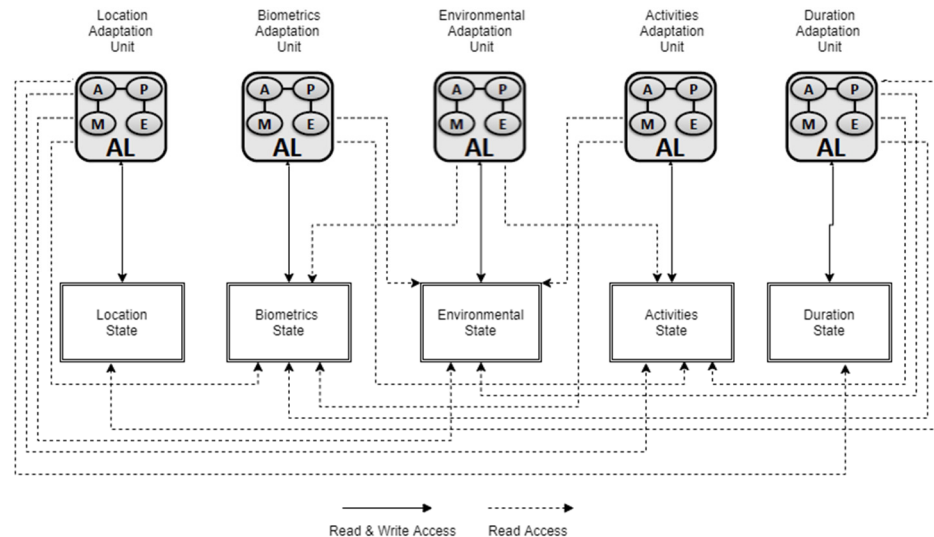 Location
Adaptation
Unit
Biometrics
Adaptation
Unit
Environmental
Adaptation
Unit
Activities
Adaptation
Unit
Duration
Adaptation
Unit
A P
M E
AL
A P
M E
AL
A P
M E
AL
A P
M E
AL
A P
M E
AL
Location
State
Biometrics
State
Environmental
State
Activities
State
Duration
State
Read & Write Access
Read Access